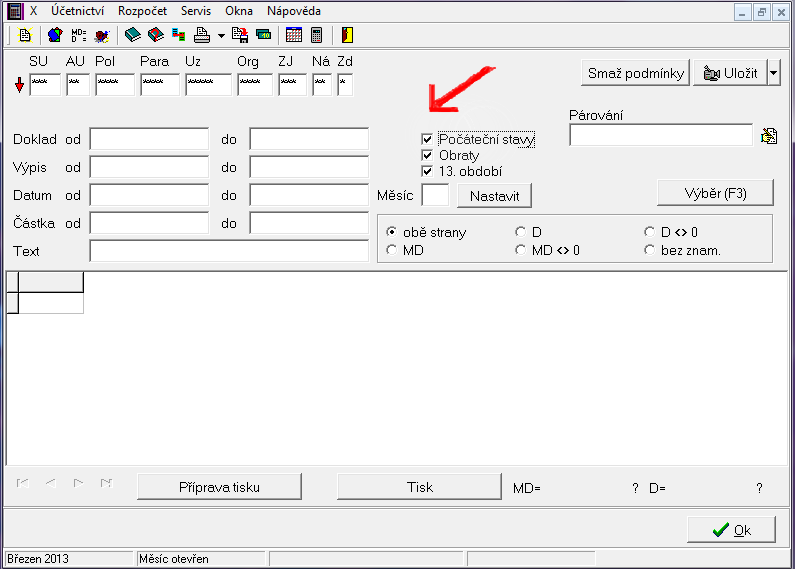 X Účetnictví Rozpočet Servis Okna Nápověda
MD=
D =
SU AU Pol Para Uz Org ZJ Ná Zd
*** ** **** **** **** **** *** ** *
Smaž podmínky Uložit
Párování
Doklad od do
Počáteční stavy
Výpis od do
Obraty
13. období
Datum od do
Měsíc Nastavit Výběr (F3)
Částka od do
obě strany D D <> 0
Text
MD MD <> 0 bez znam.
Příprava tisku Tisk MD= ? D= ?
Ok
Březen 2013 Měsíc otevřen